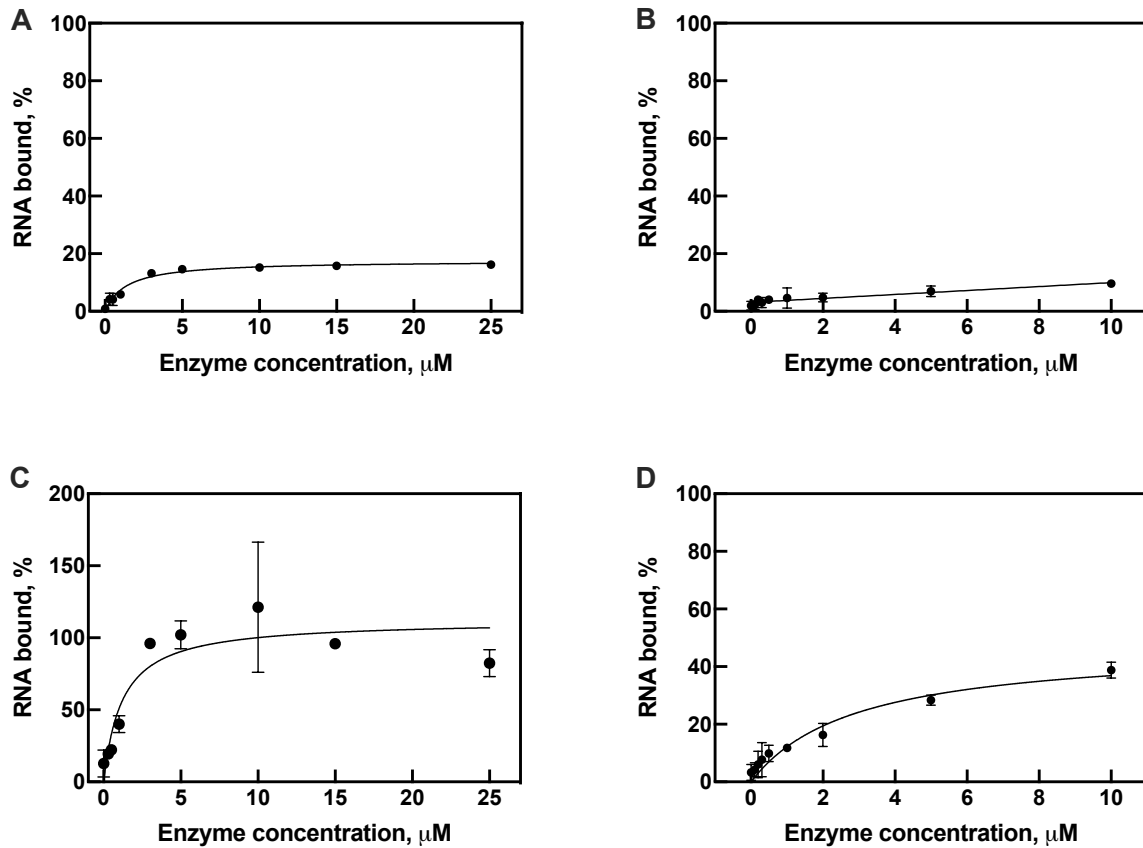 A
100
80
60
40
20
0
RNA bound, %
0 5 10 15 20 25
Enzyme concentration, μM
B
100
80
60
40
20
0
RNA bound, %
0 2 4 6 8 10
Enzyme concentration, μM
C
200
150
100
50
0
RNA bound, %
0 5 10 15 20 25
Enzyme concentration, μM
D
100
80
60
40
20
0
RNA bound, %
0 2 4 6 8 10
Enzyme concentration, μM